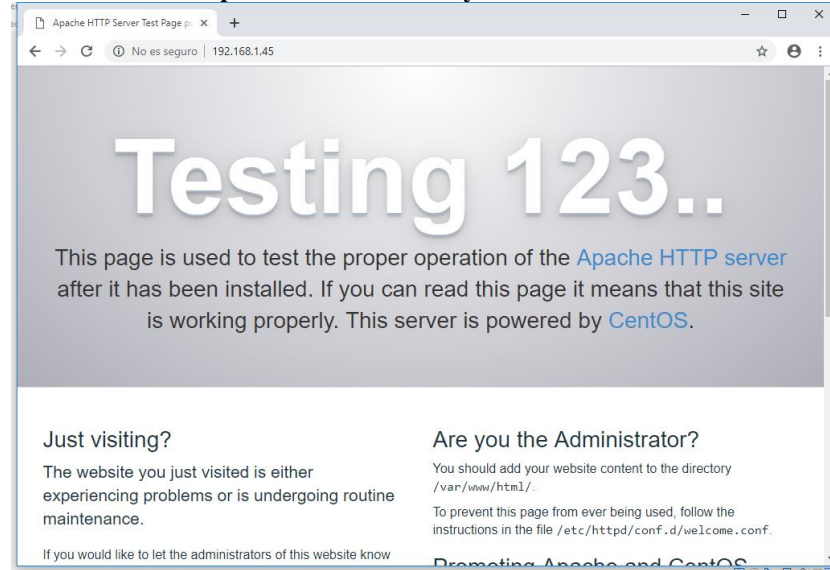 Apache HTTP Server Test Page po
No es seguro | 192.168.1.45
Testing 123..
This page is used to test the proper operation of the Apache HTTP server
after it has been installed. If you can read this page it means that this site
is working properly. This server is powered by CentOS.
Just visiting?
The website you just visited is either
experiencing problems or is undergoing routine
maintenance.
If you would like to let the administrators of this website know
Are you the Administrator?
You should add your website content to the directory
/var/www/html/.
To prevent this page from ever being used, follow the
instructions in the file /etc/httpd/conf.d/welcome.conf.
Promoting Apache and CentOS